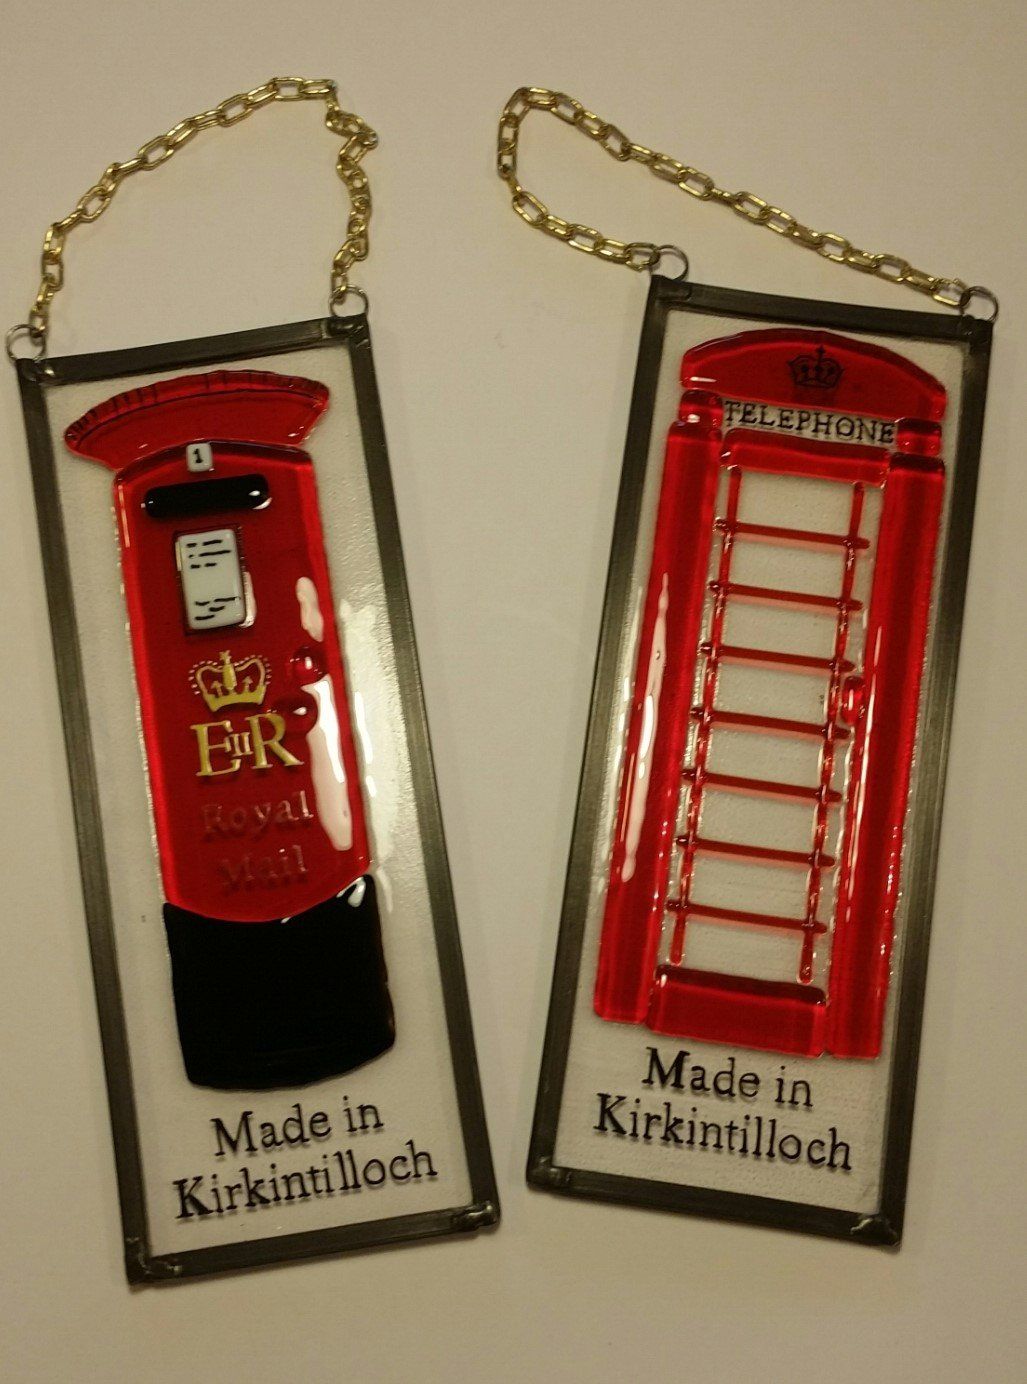 1
EIIR
Royal
Mail
Made in
Kirkintilloch
TELEPHONE
Made in
Kirkintilloch